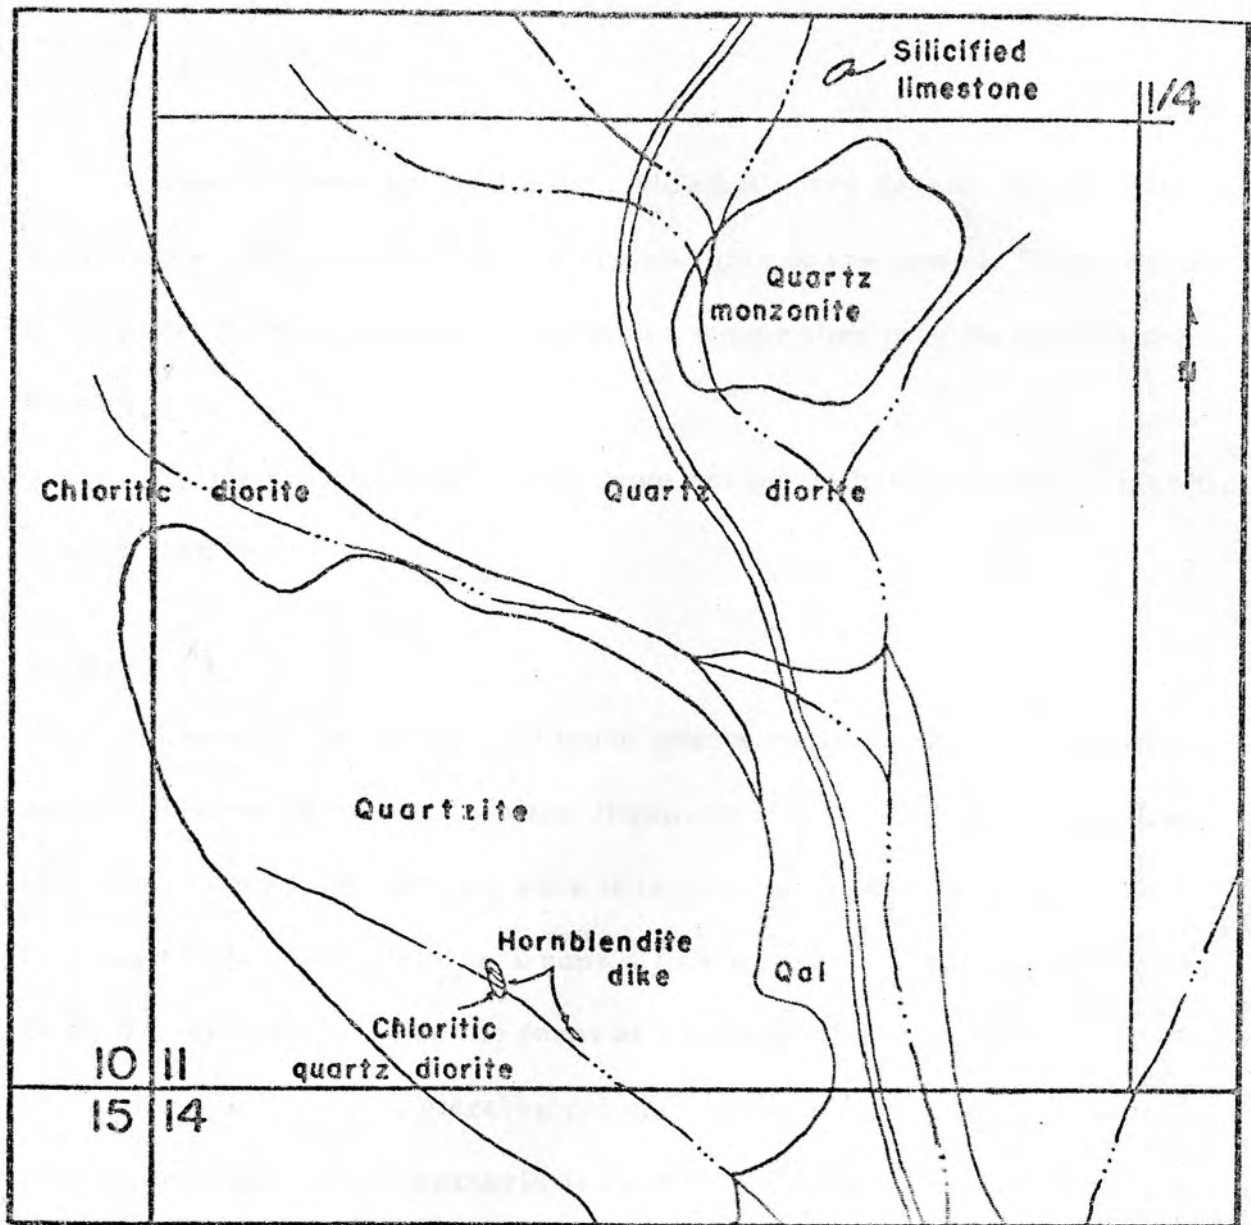 Silicified
limestone
11/4
Quartz
monzonite
N
Chloritic diorite
Quartz diorite
Quartzite
Hornblendite
dike
Qal
Chloritic
quartz diorite
10 11
15 14